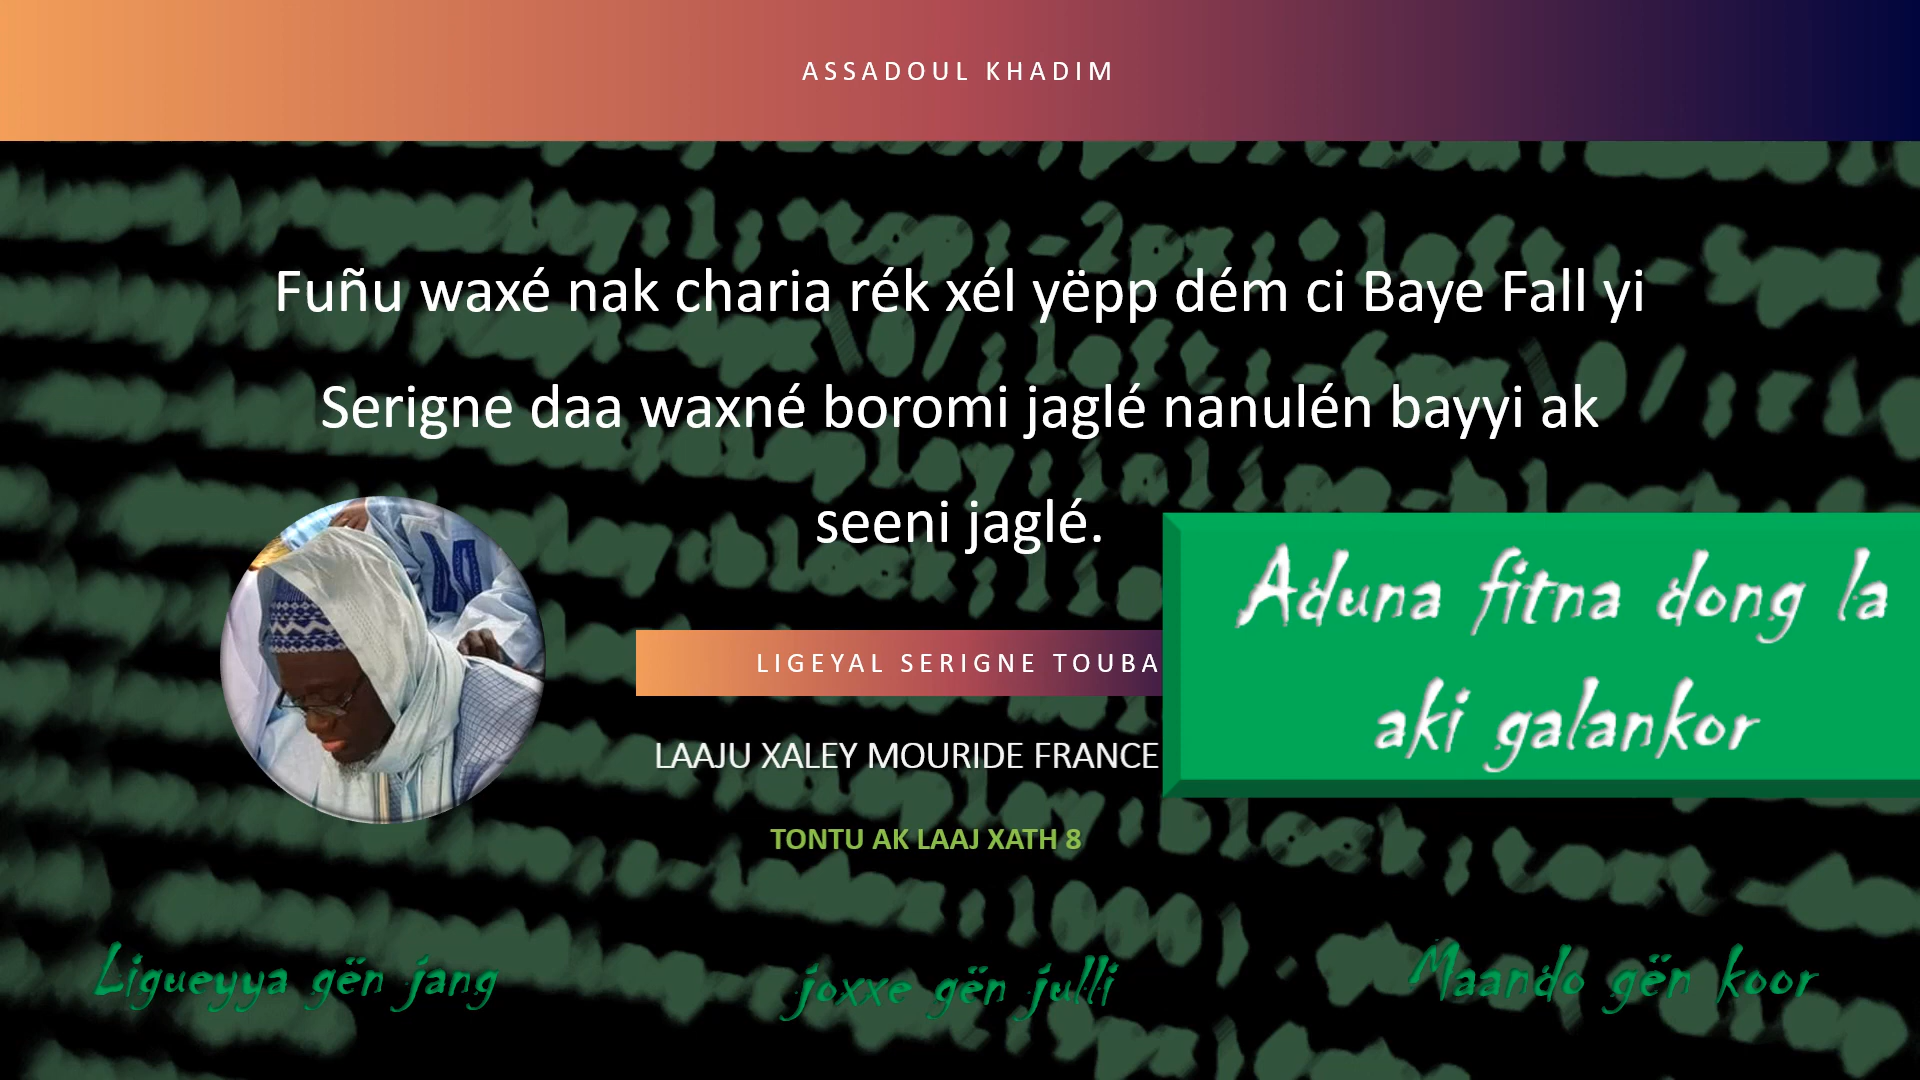 ASSADOUL KHADIM
Fuñu waxé nak charia rék xél yëpp dém ci Baye Fall yi
Serigne daa waxné boromi jaglé nanulén bayyi ak
seeni jaglé.
Aduna fitna dong la
aki galankor
LIGEYAL SERIGNE TOUBA
LAAJU XALEY MOURIDE FRANCE
TONTU AK LAAJ XATH 8
Ligueyya gën jang
joxxe gën julli
Maando gën koor